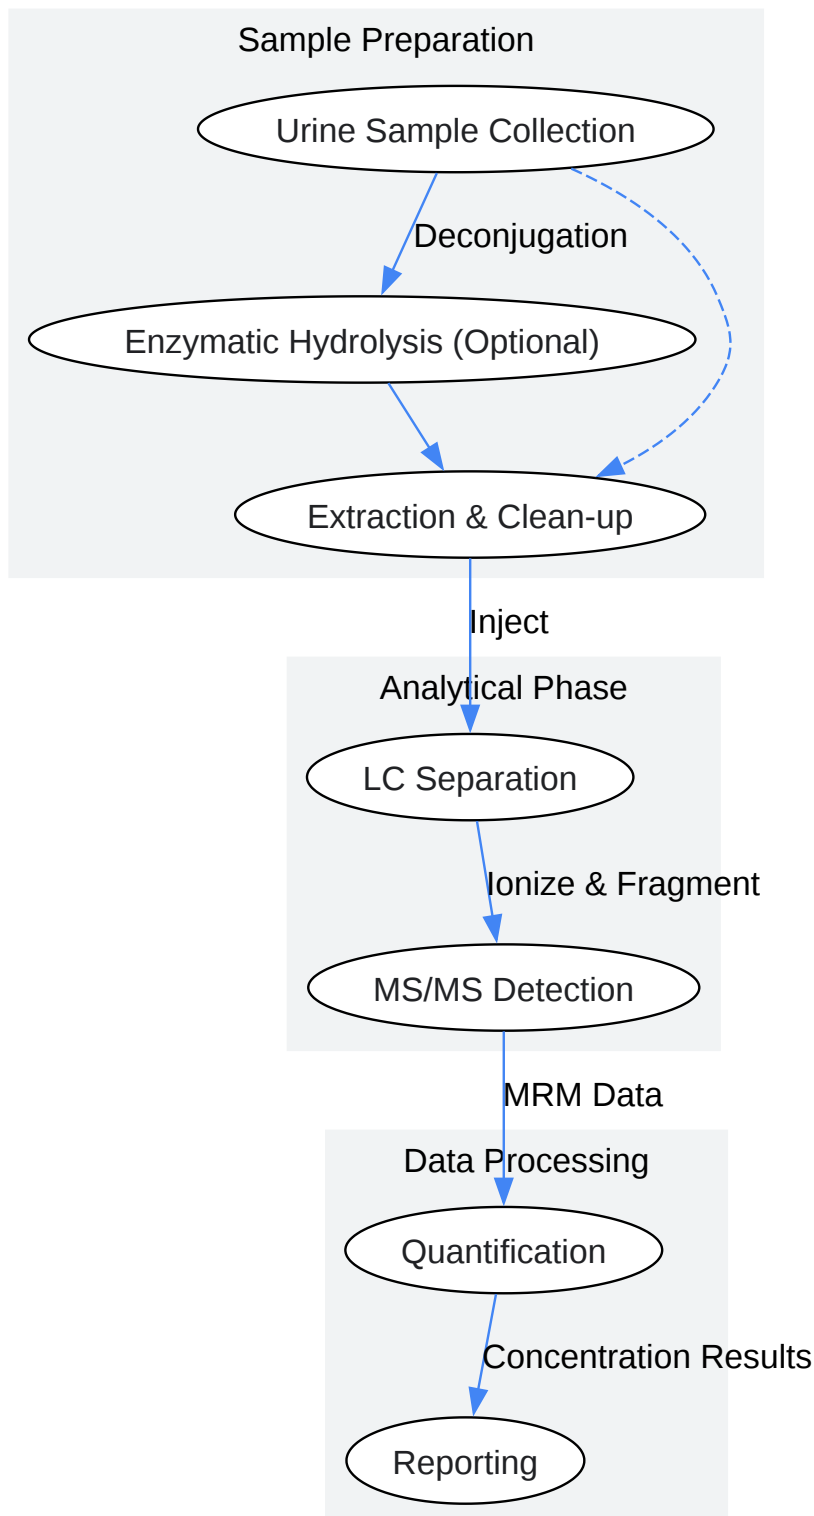 Sample Preparation
Urine Sample Collection
Deconjugation
Enzymatic Hydrolysis (Optional)
Extraction & Clean-up
Inject
Analytical Phase
LC Separation
Ionize & Fragment
MS/MS Detection
MRM Data
Data Processing
Quantification
Concentration Results
Reporting